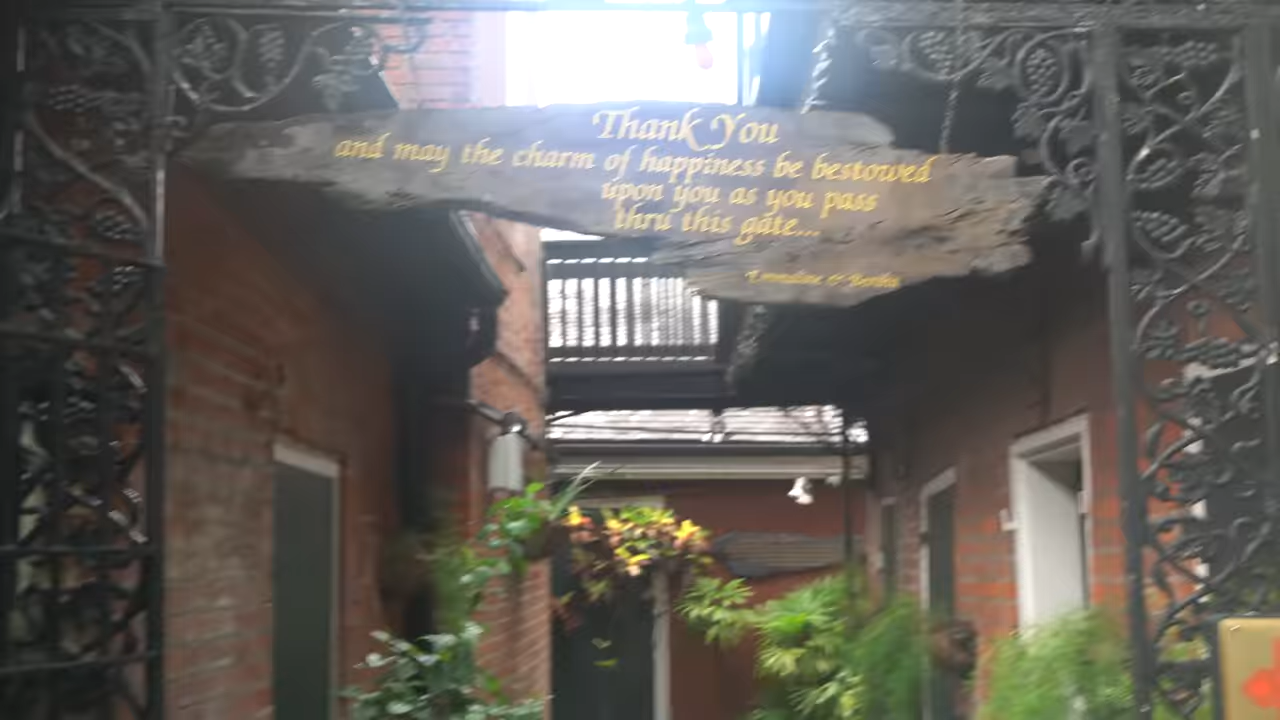 Thank You
and may the charm of happiness be bestowed
upon you as you pass
thru this gate...